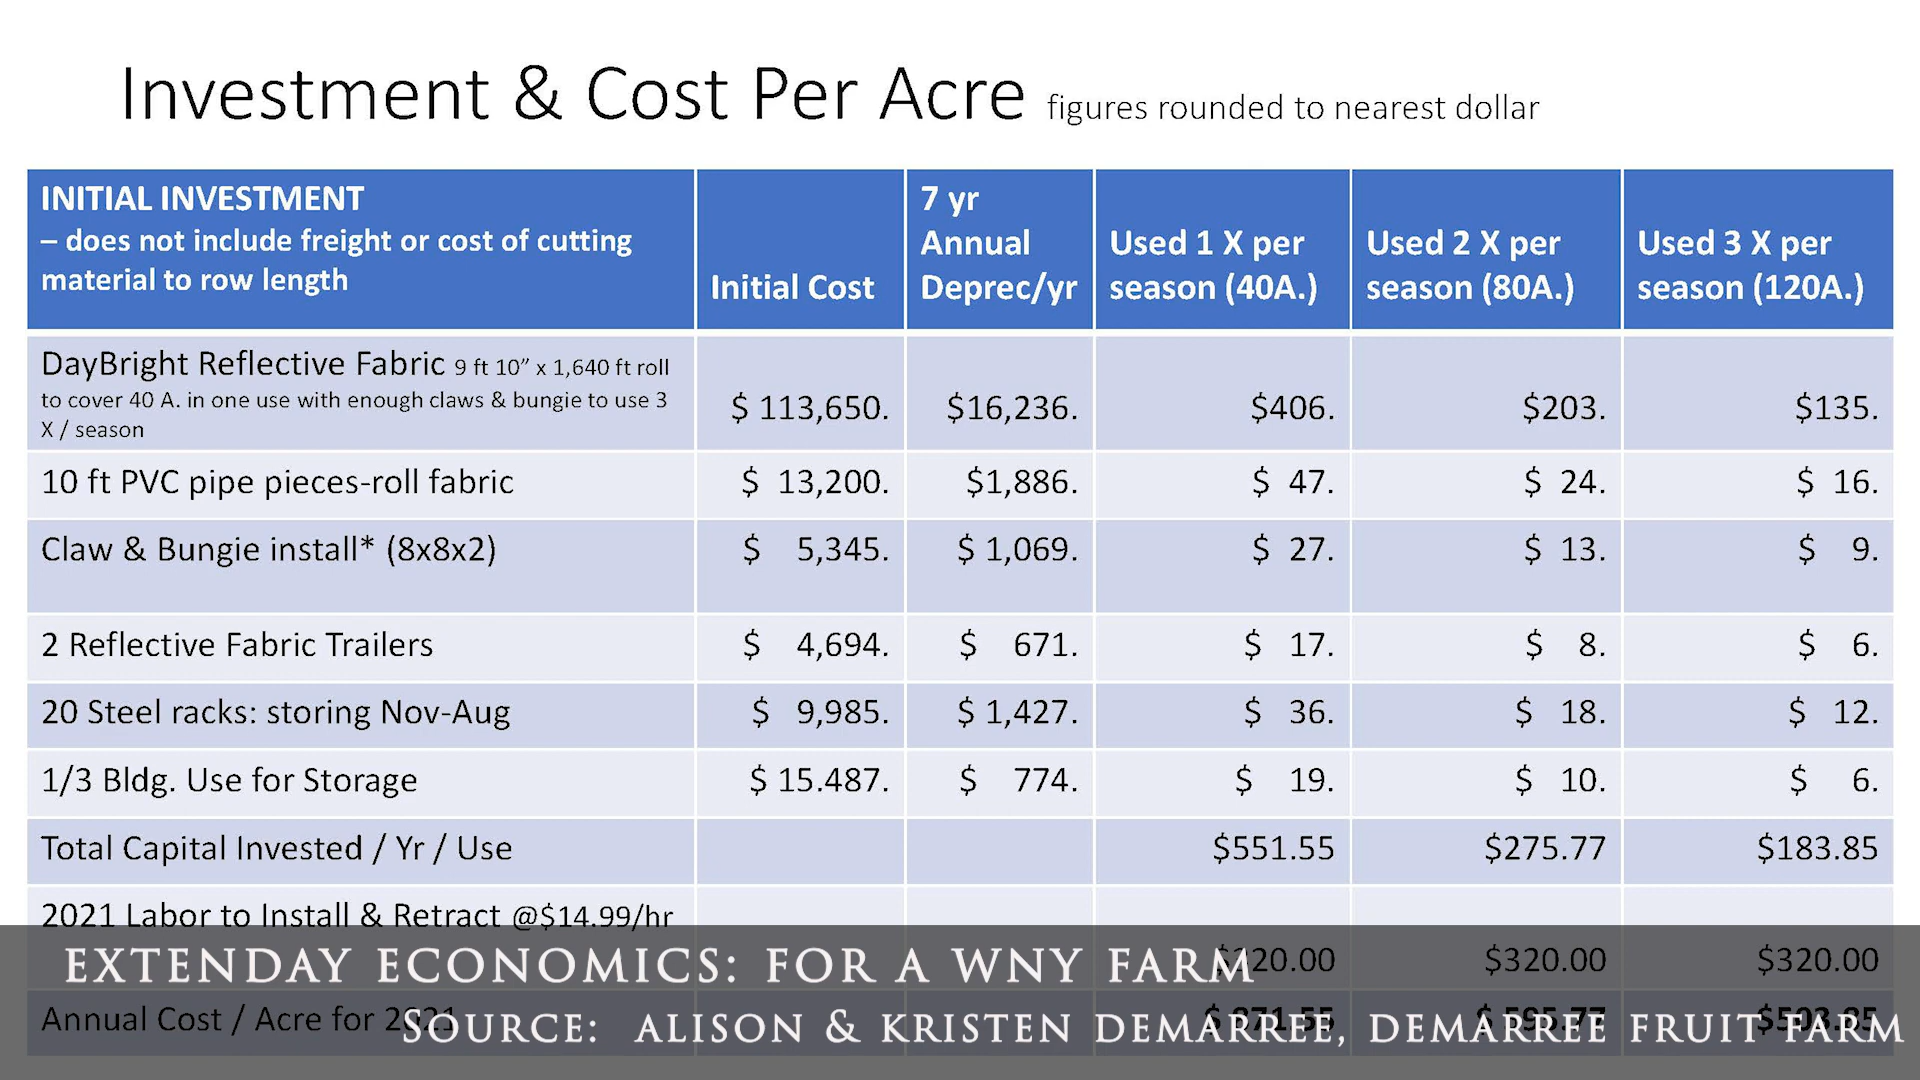 Investment & Cost Per Acre figures rounded to nearest dollar
INITIAL INVESTMENT
– does not include freight or cost of cutting
material to row length
Initial Cost
7 yr
Annual
Deprec/yr
Used 1 X per
season (40A.)
Used 2 X per
season (80A.)
Used 3 X per
season (120A.)
DayBright Reflective Fabric 9 ft 10” x 1,640 ft roll
to cover 40 A. in one use with enough claws & bungie to use 3
X / season
$ 113,650. $16,236. $406. $203. $135.
10 ft PVC pipe pieces-roll fabric $ 13,200. $1,886. $ 47. $ 24. $ 16.
Claw & Bungie install* (8x8x2) $ 5,345. $ 1,069. $ 27. $ 13. $ 9.
2 Reflective Fabric Trailers $ 4,694. $ 671. $ 17. $ 8. $ 6.
20 Steel racks: storing Nov-Aug $ 9,985. $ 1,427. $ 36. $ 18. $ 12.
1/3 Bldg. Use for Storage $ 15.487. $ 774. $ 19. $ 10. $ 6.
Total Capital Invested / Yr / Use $551.55 $275.77 $183.85
2021 Labor to Install & Retract @$14.99/hr
$320.00 $320.00
EXTENDAY ECONOMICS: FOR A WNY FARM
Annual Cost / Acre for
SOURCE: ALISON & KRISTEN DEMARREE, DEMARREE FRUIT FARM